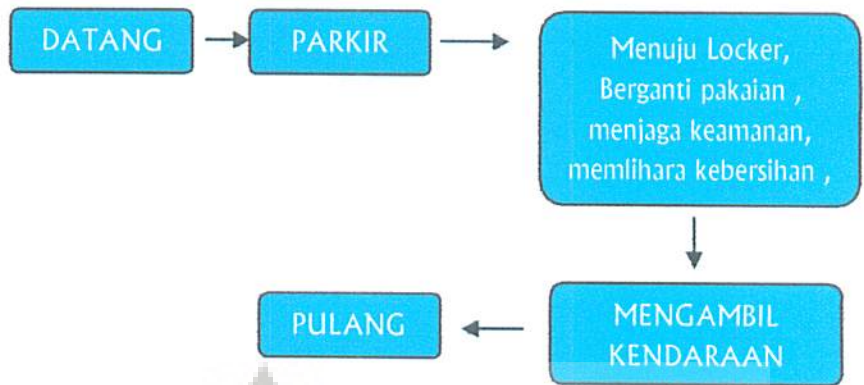 DATANG
PARKIR
Menuju Locker,
Berganti pakaian ,
menjaga keamanan,
memlihara kebersihan ,
MENGAMBIL
KENDARAAN
PULANG